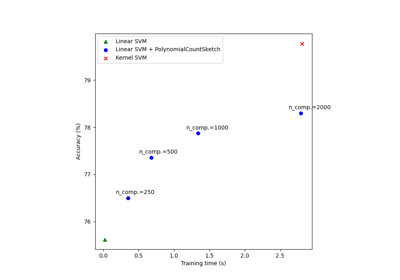 Linear SVM
Linear SVM + PolynomialCountSketch
Kernel SVM
79
n_comp.=2000
78
n_comp.=1000
n_comp.=500
77
n_comp.=250
76
Accuracy (%)
0.0 0.5 1.0 1.5 2.0 2.5
Training time (s)